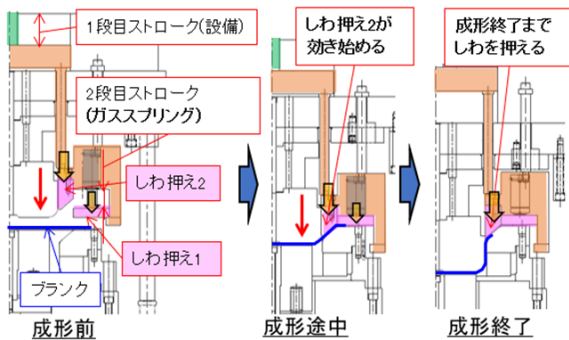 1段目ストローク(設備)
2段目ストローク
(ガススプリング)
しわ押え2
しわ押え1
ブランク
成形前
しわ押え2が
効き始める
成形途中
成形終了まで
しわを押える
成形終了